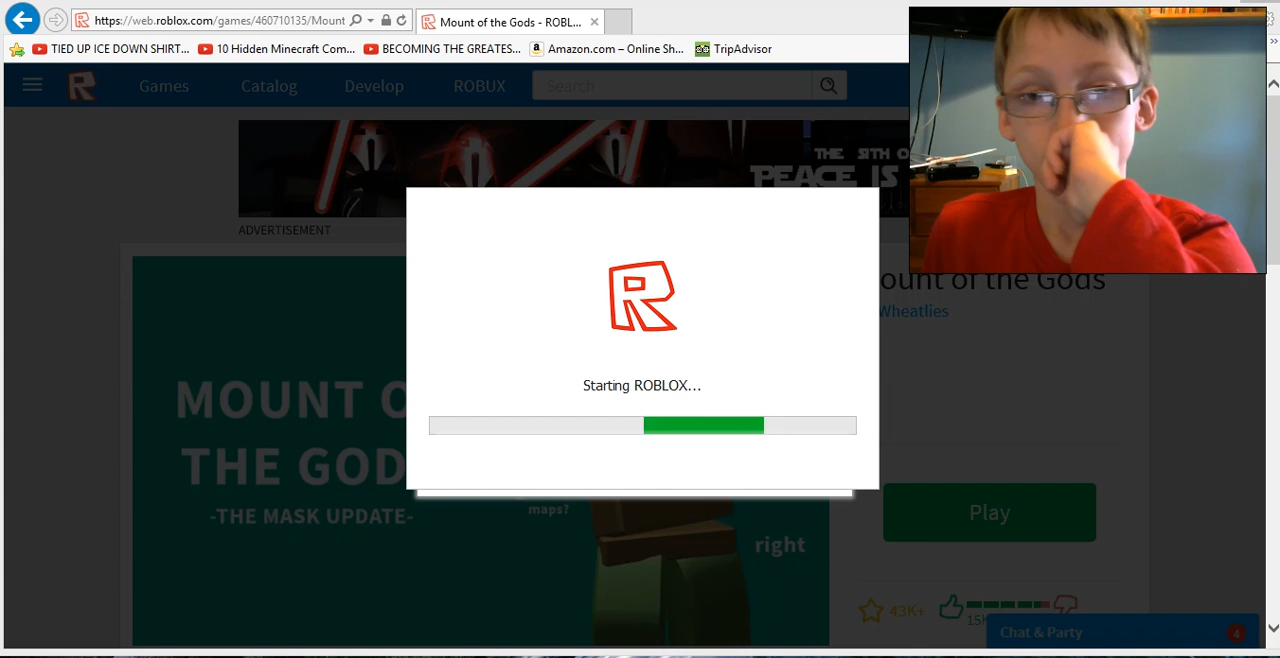 https://web.roblox.com/games/460710135/Mount
Mount of the Gods - ROBL...
TIED UP ICE DOWN SHIRT...
10 Hidden Minecraft Com...
BECOMING THE GREATES...
Amazon.com – Online Sh...
TripAdvisor
Games
Catalog
Develop
ROBUX
Search
THE SITH O
PEACE IS
ADVERTISEMENT
ount of the Gods
Wheatlies
Starting ROBLOX...
MOUNT O
THE GOD
-THE MASK UPDATE-
maps?
right
Play
43K+
15K
Chat & Party
4